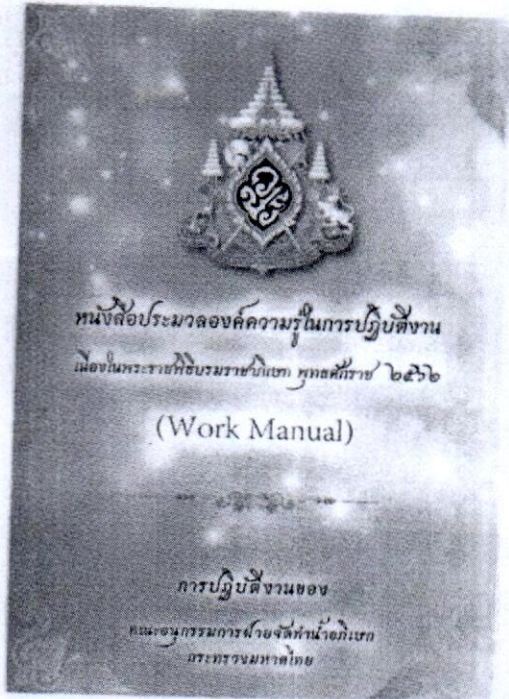 หนังสือประมวลองค์ความรู้ในการปฏิบัติงาน
เนื่องในพระราชพิธีบรมราชาภิเษก พุทธศักราช ๒๕๖๒
(Work Manual)
การปฏิบัติงานของ
คณะอนุกรรมการฝ่ายจัดทำน้ำอภิเษก
กระทรวงมหาดไทย